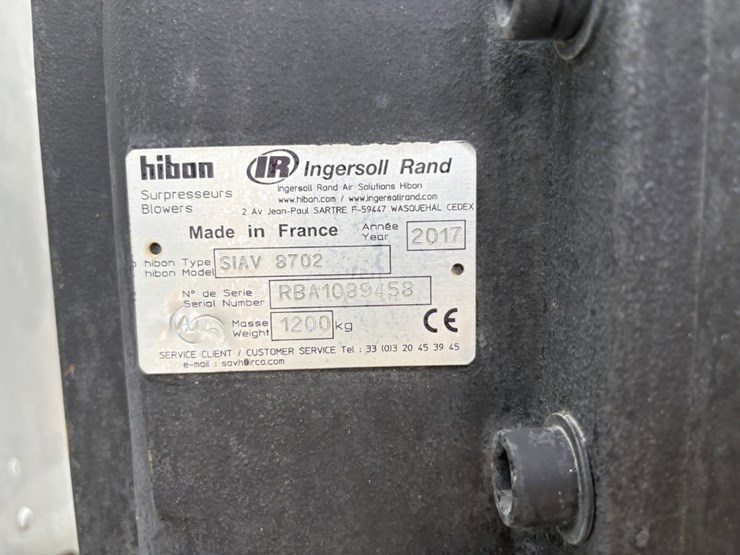 hibon IR Ingersoll Rand
Surpresseurs
Blowers
Ingersoll Rand Air Solutions Hibon
www.hibon.com / www.ingersollrand.com
2 Av Jean-Paul SARTRE F-59447 WASQUEHAL CEDEX
Made in France
Année
Year 2017
hibon Type
hibon Model SIAV 8702
N° de Serie
Serial Number RBA1089458
Masse
Weight 1200 kg CE
SERVICE CLIENT / CUSTOMER SERVICE Tel : 33 (0)3 20 45 39 45
e-mail : savh@irco.com